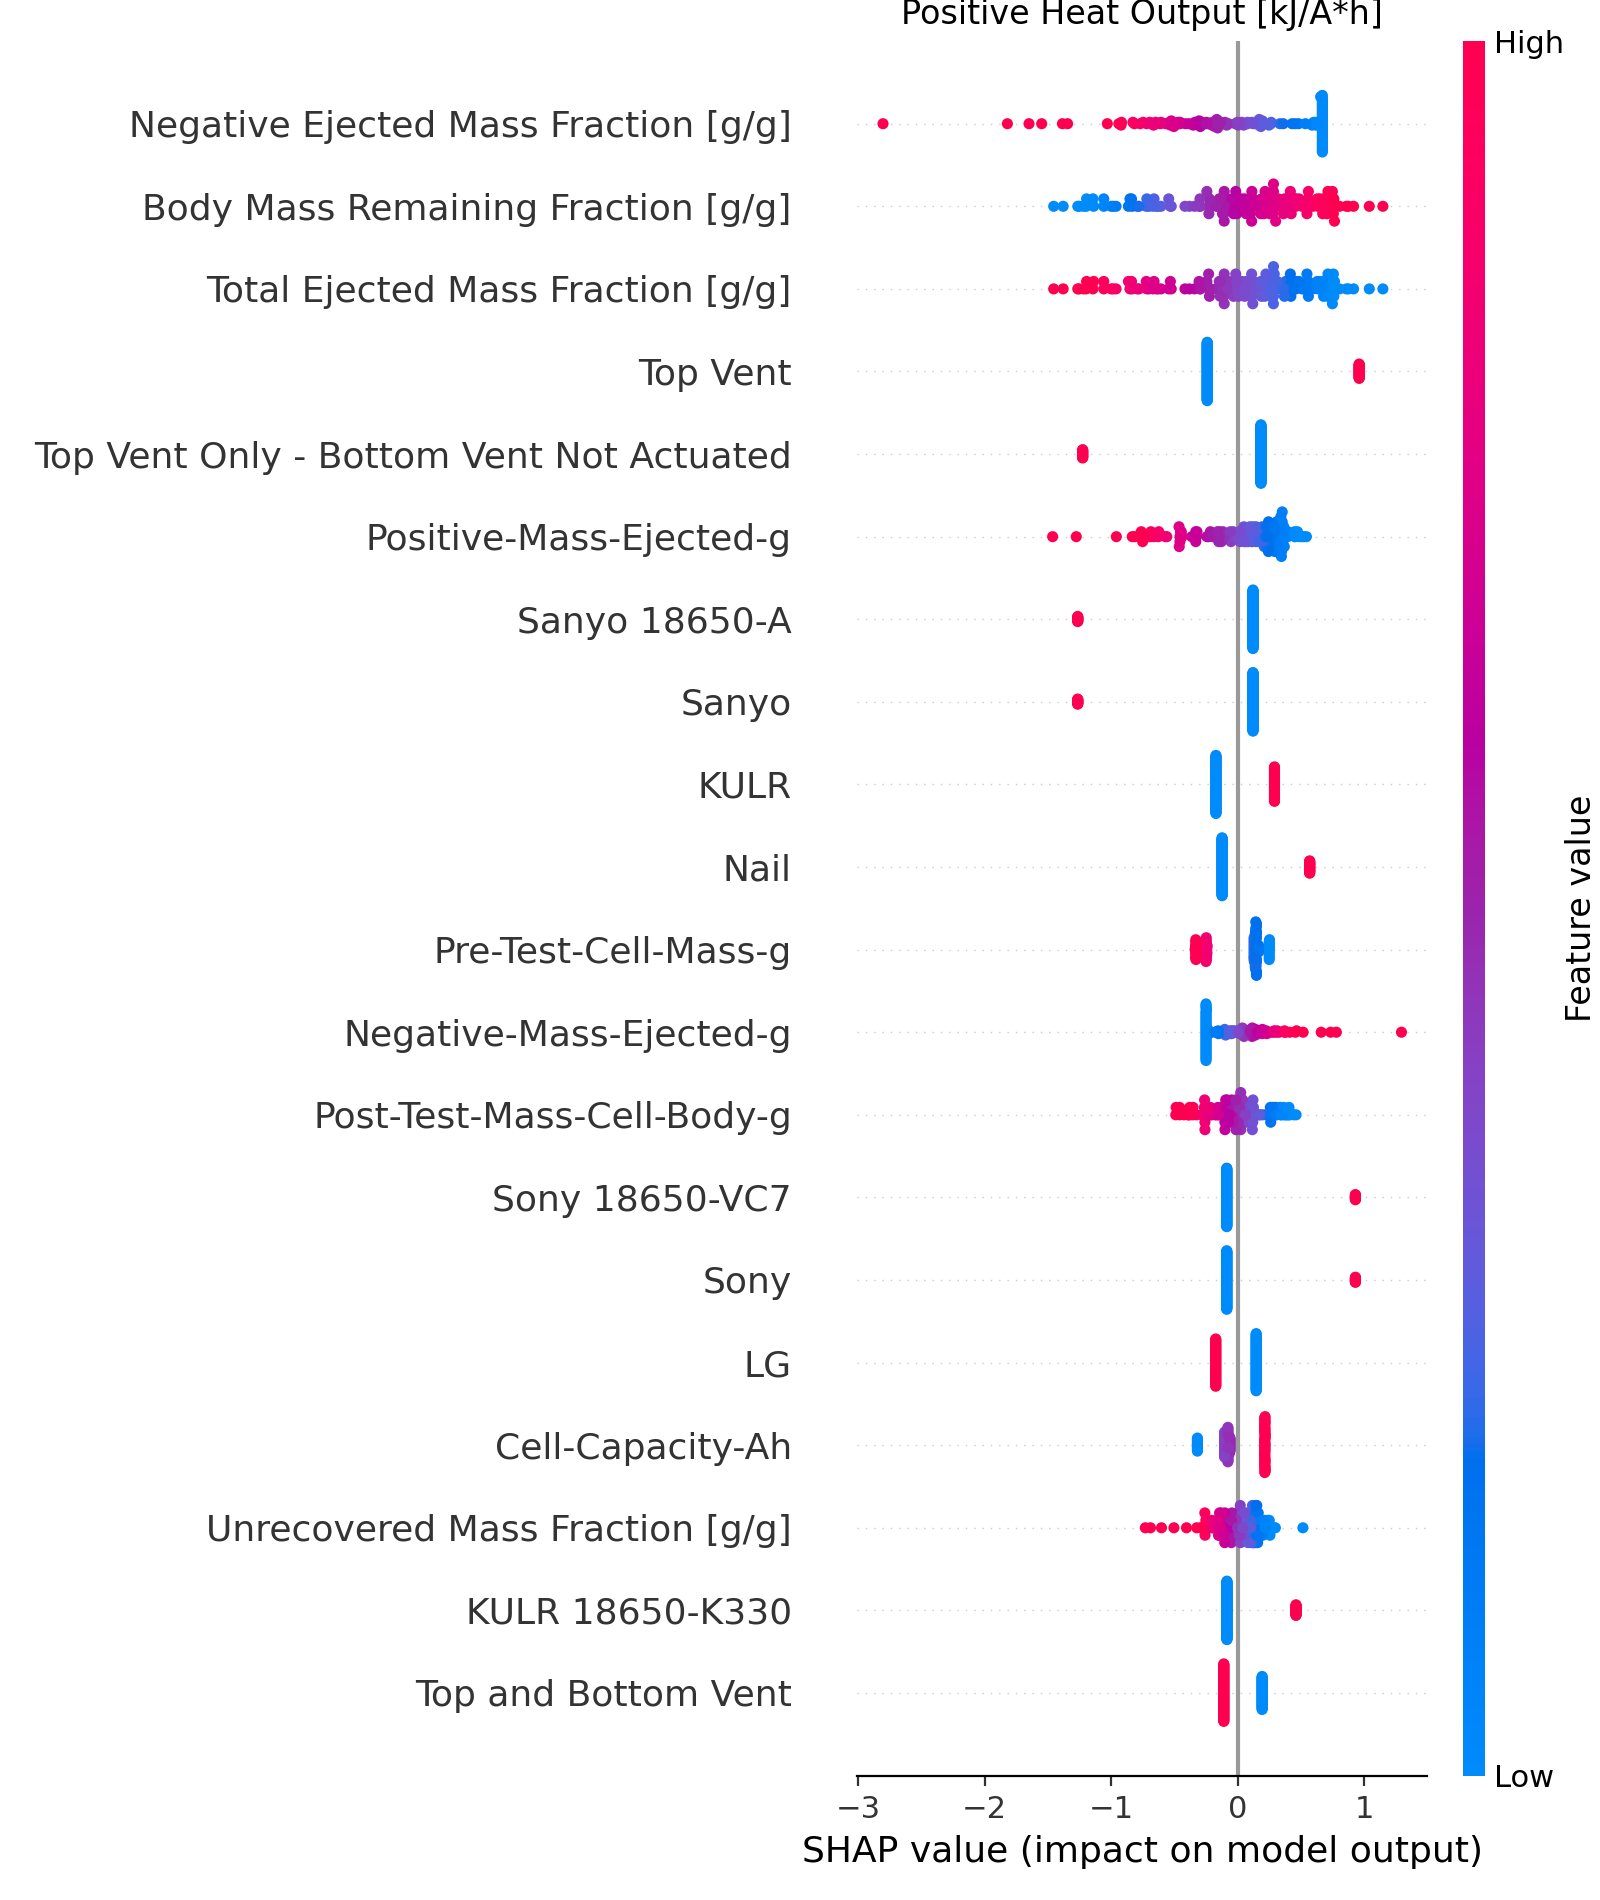 Positive Heat Output [kJ/A*h]
High
Negative Ejected Mass Fraction [g/g]
Body Mass Remaining Fraction [g/g]
Total Ejected Mass Fraction [g/g]
Top Vent
Top Vent Only - Bottom Vent Not Actuated
Positive-Mass-Ejected-g
Sanyo 18650-A
Sanyo
KULR
Nail
Pre-Test-Cell-Mass-g
Negative-Mass-Ejected-g
Post-Test-Mass-Cell-Body-g
Sony 18650-VC7
Sony
LG
Cell-Capacity-Ah
Unrecovered Mass Fraction [g/g]
KULR 18650-K330
Top and Bottom Vent
Feature value
Low
−3 −2 −1 0 1
SHAP value (impact on model output)